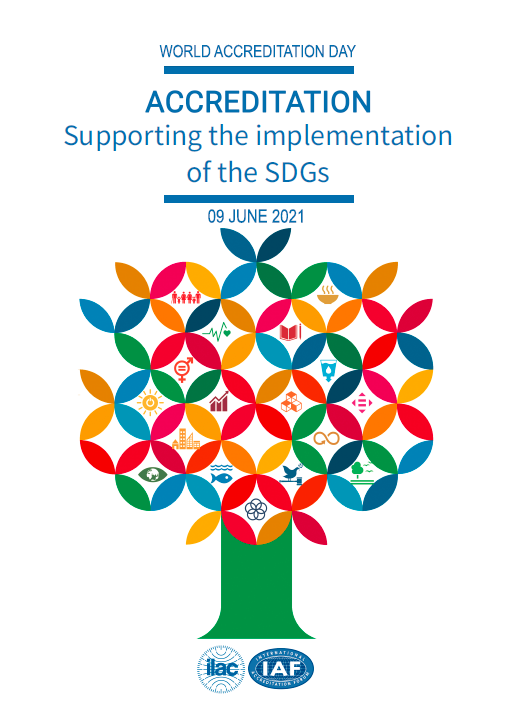 WORLD ACCREDITATION DAY
ACCREDITATION
Supporting the implementation
of the SDGs
09 JUNE 2021
ilac
INTERNATIONAL
IAF
ACCREDITATION FORUM